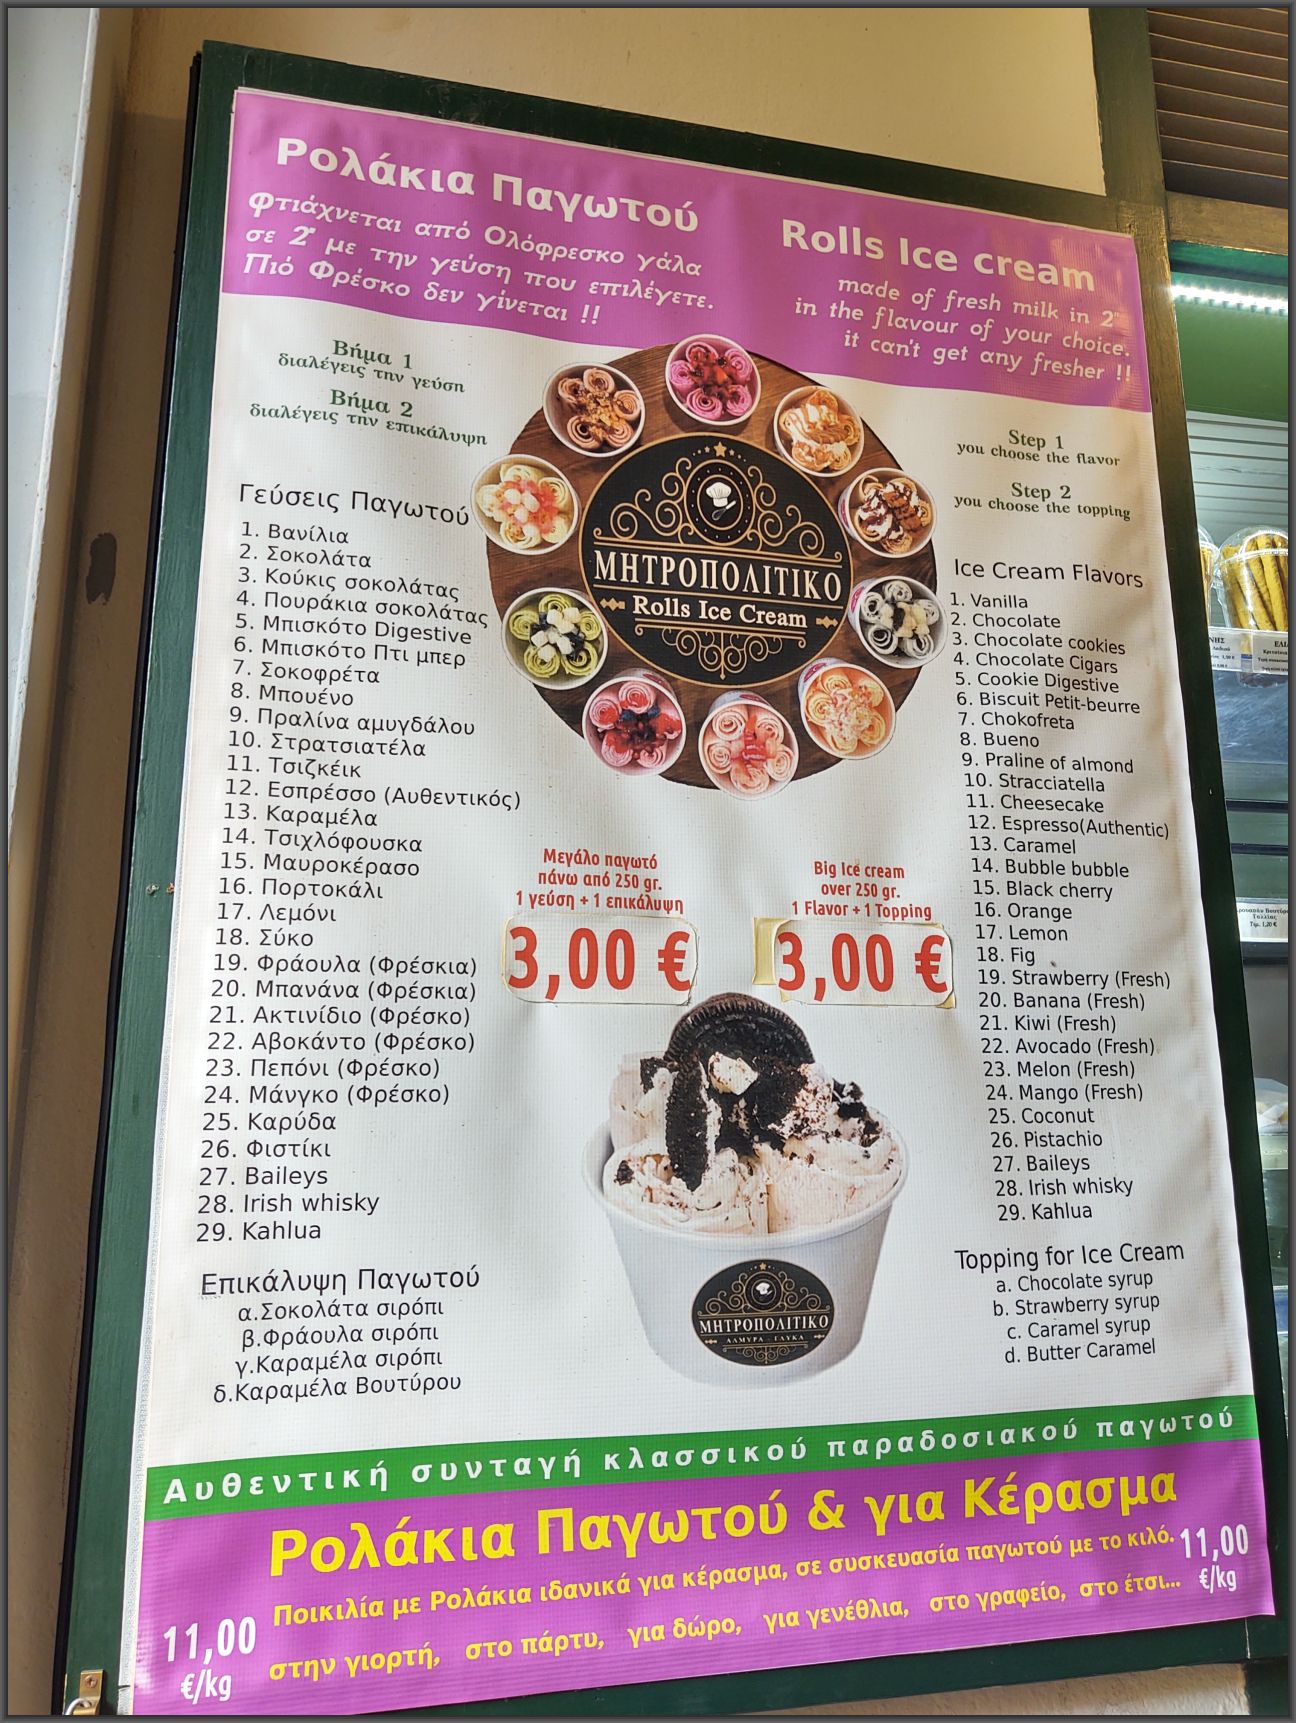 Ρολάκια Παγωτού
φτιάχνεται από Ολόφρεσκο γάλα
σε 2" με την γεύση που επιλέγετε.
Πιό Φρέσκο δεν γίνεται !!
Rolls Ice cream
made of fresh milk in 2"
in the flavour of your choice.
it can't get any fresher !!
Βήμα 1
διαλέγεις την γεύση
Βήμα 2
διαλέγεις την επικάλυψη
Step 1
you choose the flavor
Step 2
you choose the topping
ΜΗΤΡΟΠΟΛΙΤΙΚΟ
Rolls Ice Cream
Γεύσεις Παγωτού
1. Βανίλια
2. Σοκολάτα
3. Κούκις σοκολάτας
4. Πουράκια σοκολάτας
5. Μπισκότο Digestive
6. Μπισκότο Πτι μπερ
7. Σοκοφρέτα
8. Μπουένο
9. Πραλίνα αμυγδάλου
10. Στρατσιατέλα
11. Τσιζκέικ
12. Εσπρέσσο (Αυθεντικός)
13. Καραμέλα
14. Τσιχλόφουσκα
15. Μαυροκέρασο
16. Πορτοκάλι
17. Λεμόνι
18. Σύκο
19. Φράουλα (Φρέσκια)
20. Μπανάνα (Φρέσκια)
21. Ακτινίδιο (Φρέσκο)
22. Αβοκάντο (Φρέσκο)
23. Πεπόνι (Φρέσκο)
24. Μάνγκο (Φρέσκο)
25. Καρύδα
26. Φιστίκι
27. Baileys
28. Irish whisky
29. Kahlua
Επικάλυψη Παγωτού
α.Σοκολάτα σιρόπι
β.Φράουλα σιρόπι
γ.Καραμέλα σιρόπι
δ.Καραμέλα Βουτύρου
Μεγάλο παγωτό
πάνω από 250 gr.
1 γεύση + 1 επικάλυψη
3,00 €
Big Ice cream
over 250 gr.
1 Flavor + 1 Topping
3,00 €
ΜΗΤΡΟΠΟΛΙΤΙΚΟ
ΑΛΜΥΡΑ - ΓΛΥΚΑ
Ice Cream Flavors
1. Vanilla
2. Chocolate
3. Chocolate cookies
4. Chocolate Cigars
5. Cookie Digestive
6. Biscuit Petit-beurre
7. Chokofreta
8. Bueno
9. Praline of almond
10. Stracciatella
11. Cheesecake
12. Espresso(Authentic)
13. Caramel
14. Bubble bubble
15. Black cherry
16. Orange
17. Lemon
18. Fig
19. Strawberry (Fresh)
20. Banana (Fresh)
21. Kiwi (Fresh)
22. Avocado (Fresh)
23. Melon (Fresh)
24. Mango (Fresh)
25. Coconut
26. Pistachio
27. Baileys
28. Irish whisky
29. Kahlua
Topping for Ice Cream
a. Chocolate syrup
b. Strawberry syrup
c. Caramel syrup
d. Butter Caramel
Αυθεντική συνταγή κλασσικού παραδοσιακού παγωτού
Ρολάκια Παγωτού & για Κέρασμα
Ποικιλία με Ρολάκια ιδανικά για κέρασμα, σε συσκευασία παγωτού με το κιλό.
στην γιορτή, στο πάρτυ, για δώρο, για γενέθλια, στο γραφείο, στο έτσι...
11,00
€/kg
11,00
€/kg